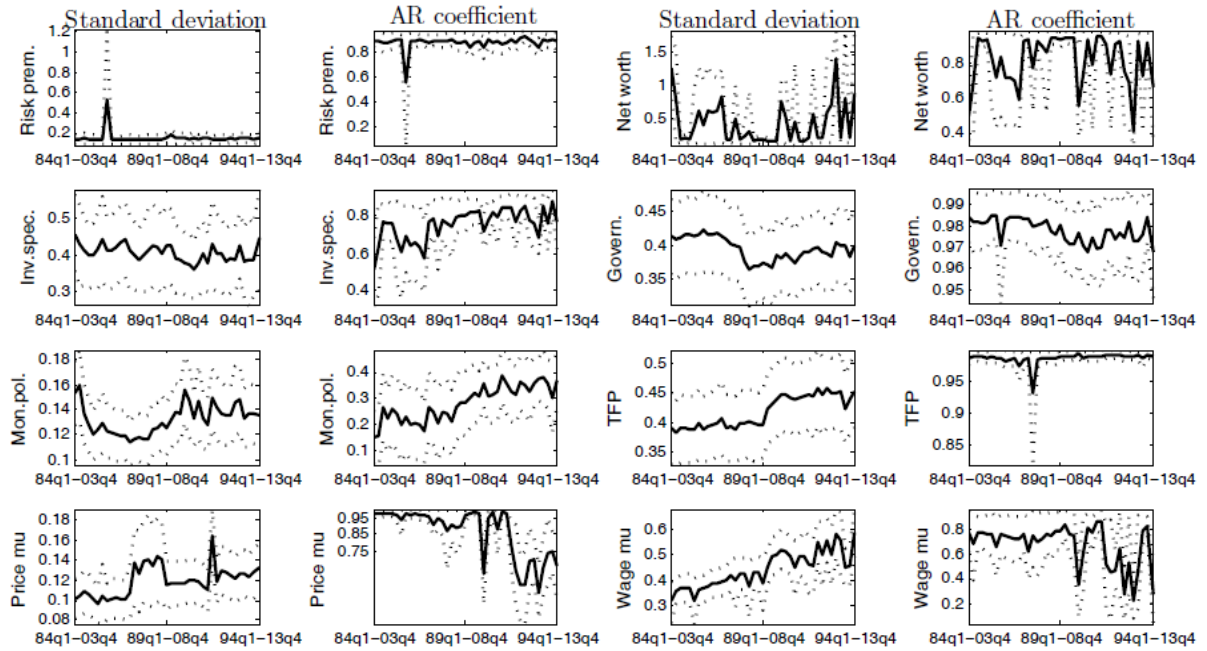 Standard deviation AR coefficient Standard deviation AR coefficient
Risk prem. 1.2 1 0.8 0.6 0.4 0.2
84q1−03q4 89q1−08q4 94q1−13q4
Risk prem. 0.8 0.6 0.4 0.2
84q1−03q4 89q1−08q4 94q1−13q4
Net worth 1.5 1 0.5
84q1−03q4 89q1−08q4 94q1−13q4
Net worth 0.8 0.6 0.4
84q1−03q4 89q1−08q4 94q1−13q4
Inv.spec. 0.5 0.4 0.3
84q1−03q4 89q1−08q4 94q1−13q4
Inv.spec. 0.8 0.6 0.4
84q1−03q4 89q1−08q4 94q1−13q4
Govern. 0.45 0.4 0.35
84q1−03q4 89q1−08q4 94q1−13q4
Govern. 0.99 0.98 0.97 0.96 0.95
84q1−03q4 89q1−08q4 94q1−13q4
Mon.pol. 0.18 0.16 0.14 0.12 0.1
84q1−03q4 89q1−08q4 94q1−13q4
Mon.pol. 0.4 0.3 0.2 0.1
84q1−03q4 89q1−08q4 94q1−13q4
TFP 0.5 0.45 0.4 0.35
84q1−03q4 89q1−08q4 94q1−13q4
TFP 0.95 0.9 0.85
84q1−03q4 89q1−08q4 94q1−13q4
Price mu 0.18 0.16 0.14 0.12 0.1 0.08
84q1−03q4 89q1−08q4 94q1−13q4
Price mu 0.95 0.85 0.75
84q1−03q4 89q1−08q4 94q1−13q4
Wage mu 0.6 0.5 0.4 0.3
84q1−03q4 89q1−08q4 94q1−13q4
Wage mu 0.8 0.6 0.4 0.2
84q1−03q4 89q1−08q4 94q1−13q4